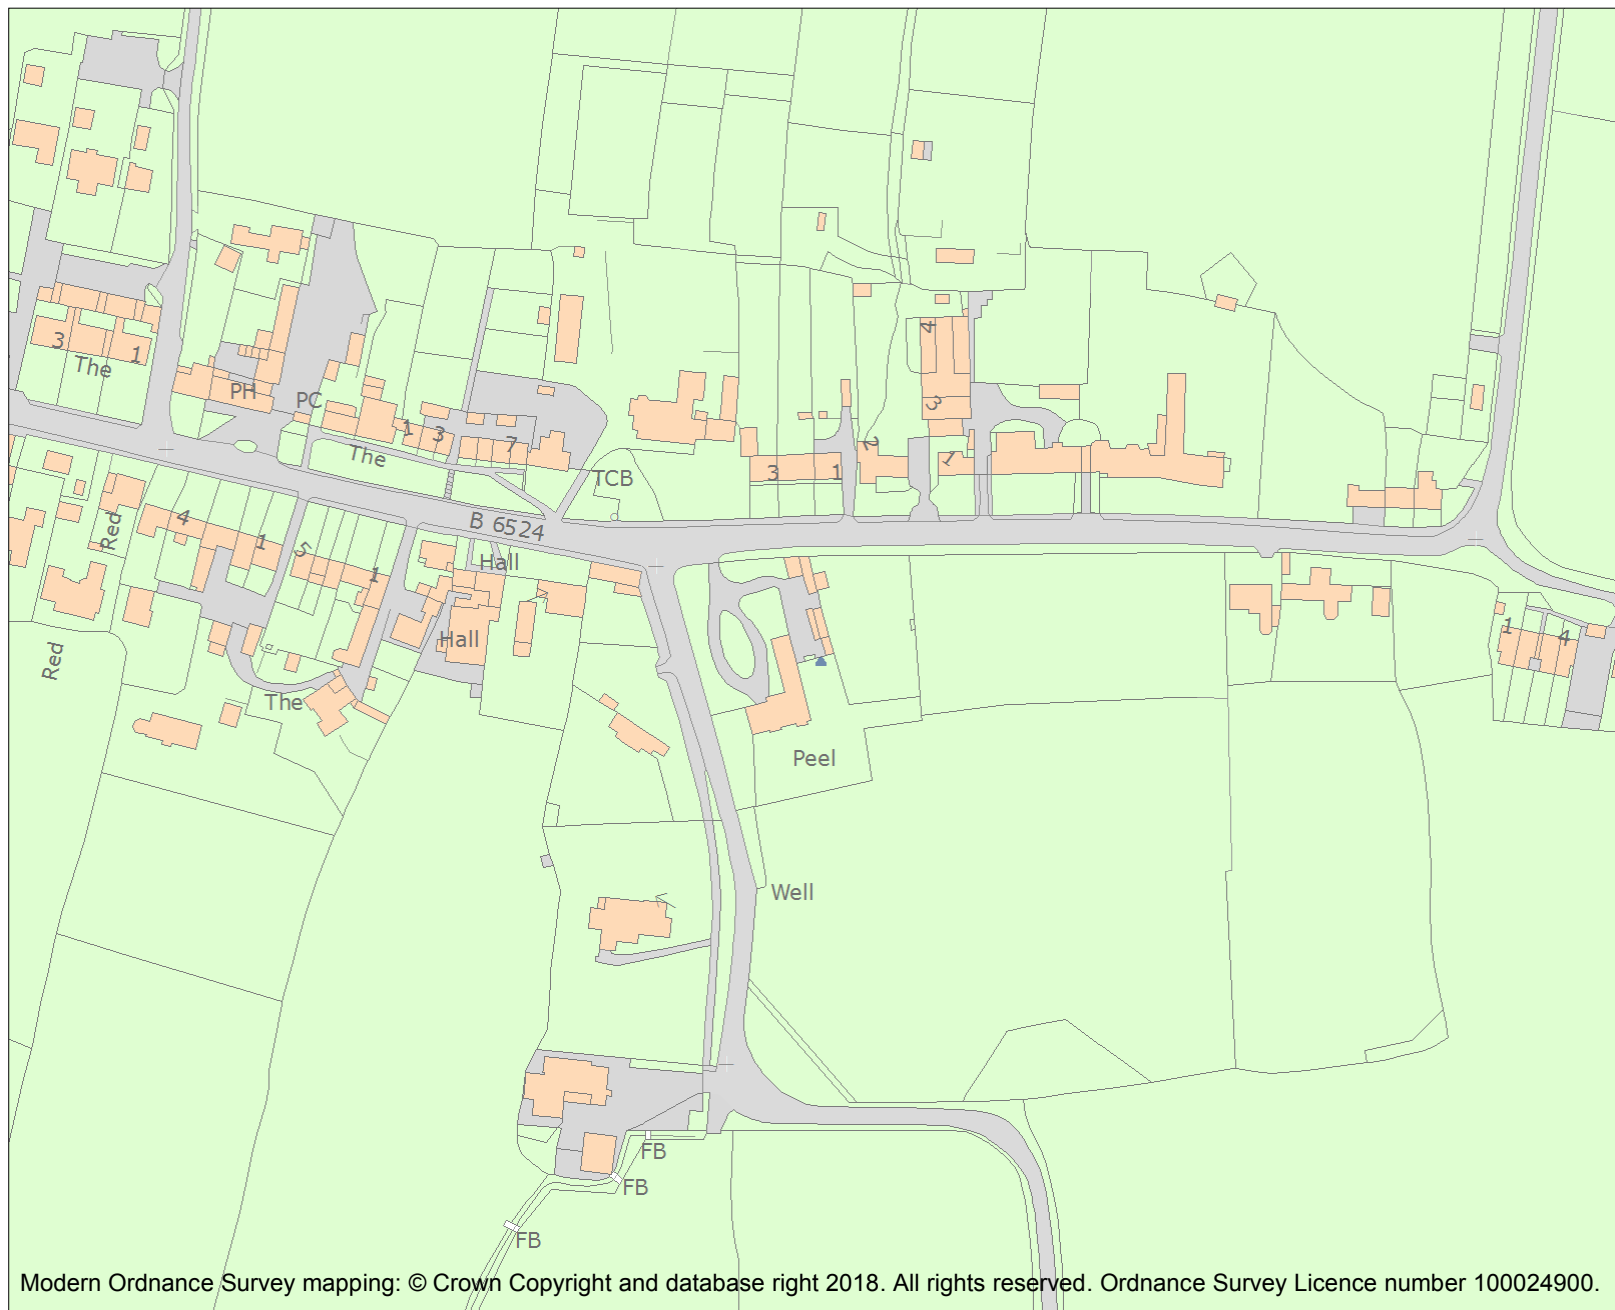 4
3
1
The
PH
PC
3
1
3
7
The
TCB
3
1
2
1
B 6524
Hall
Red
4
1
5
1
Hall
Red
The
1
4
Peel
Well
FB
FB
FB
Modern Ordnance Survey mapping: © Crown Copyright and database right 2018. All rights reserved. Ordnance Survey Licence number 100024900.